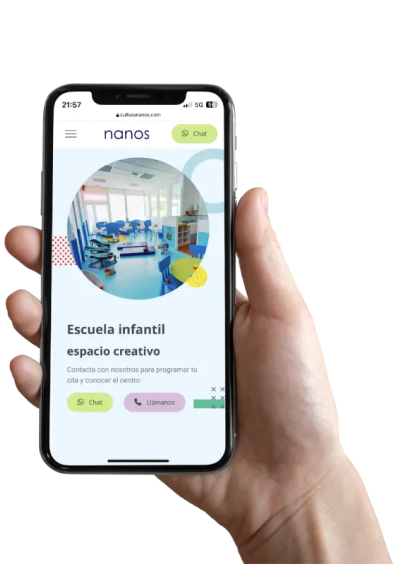 21:57
5G
culturananos.com
nanos
Chat
Escuela infantil
espacio creativo
Contacta con nosotros para programar tu
cita y conocer el centro
Chat
Llámanos